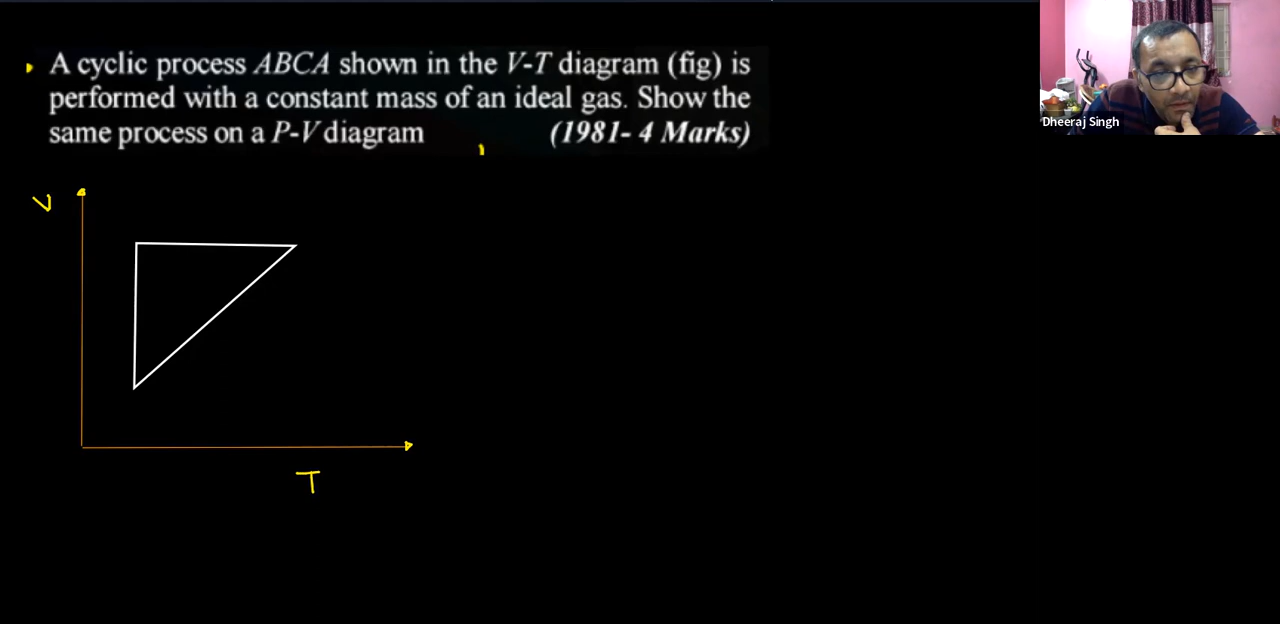 A cyclic process ABCA shown in the V-T diagram (fig) is
performed with a constant mass of an ideal gas. Show the
same process on a P-V diagram (1981- 4 Marks)
Dheeraj Singh
V
T